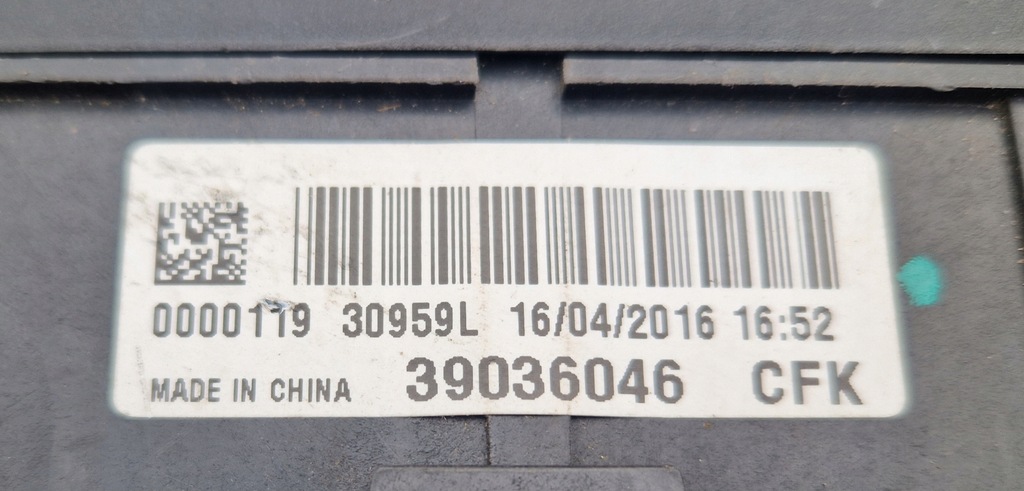 0000119 30959L 16/04/2016 16:52
MADE IN CHINA 39036046 CFK